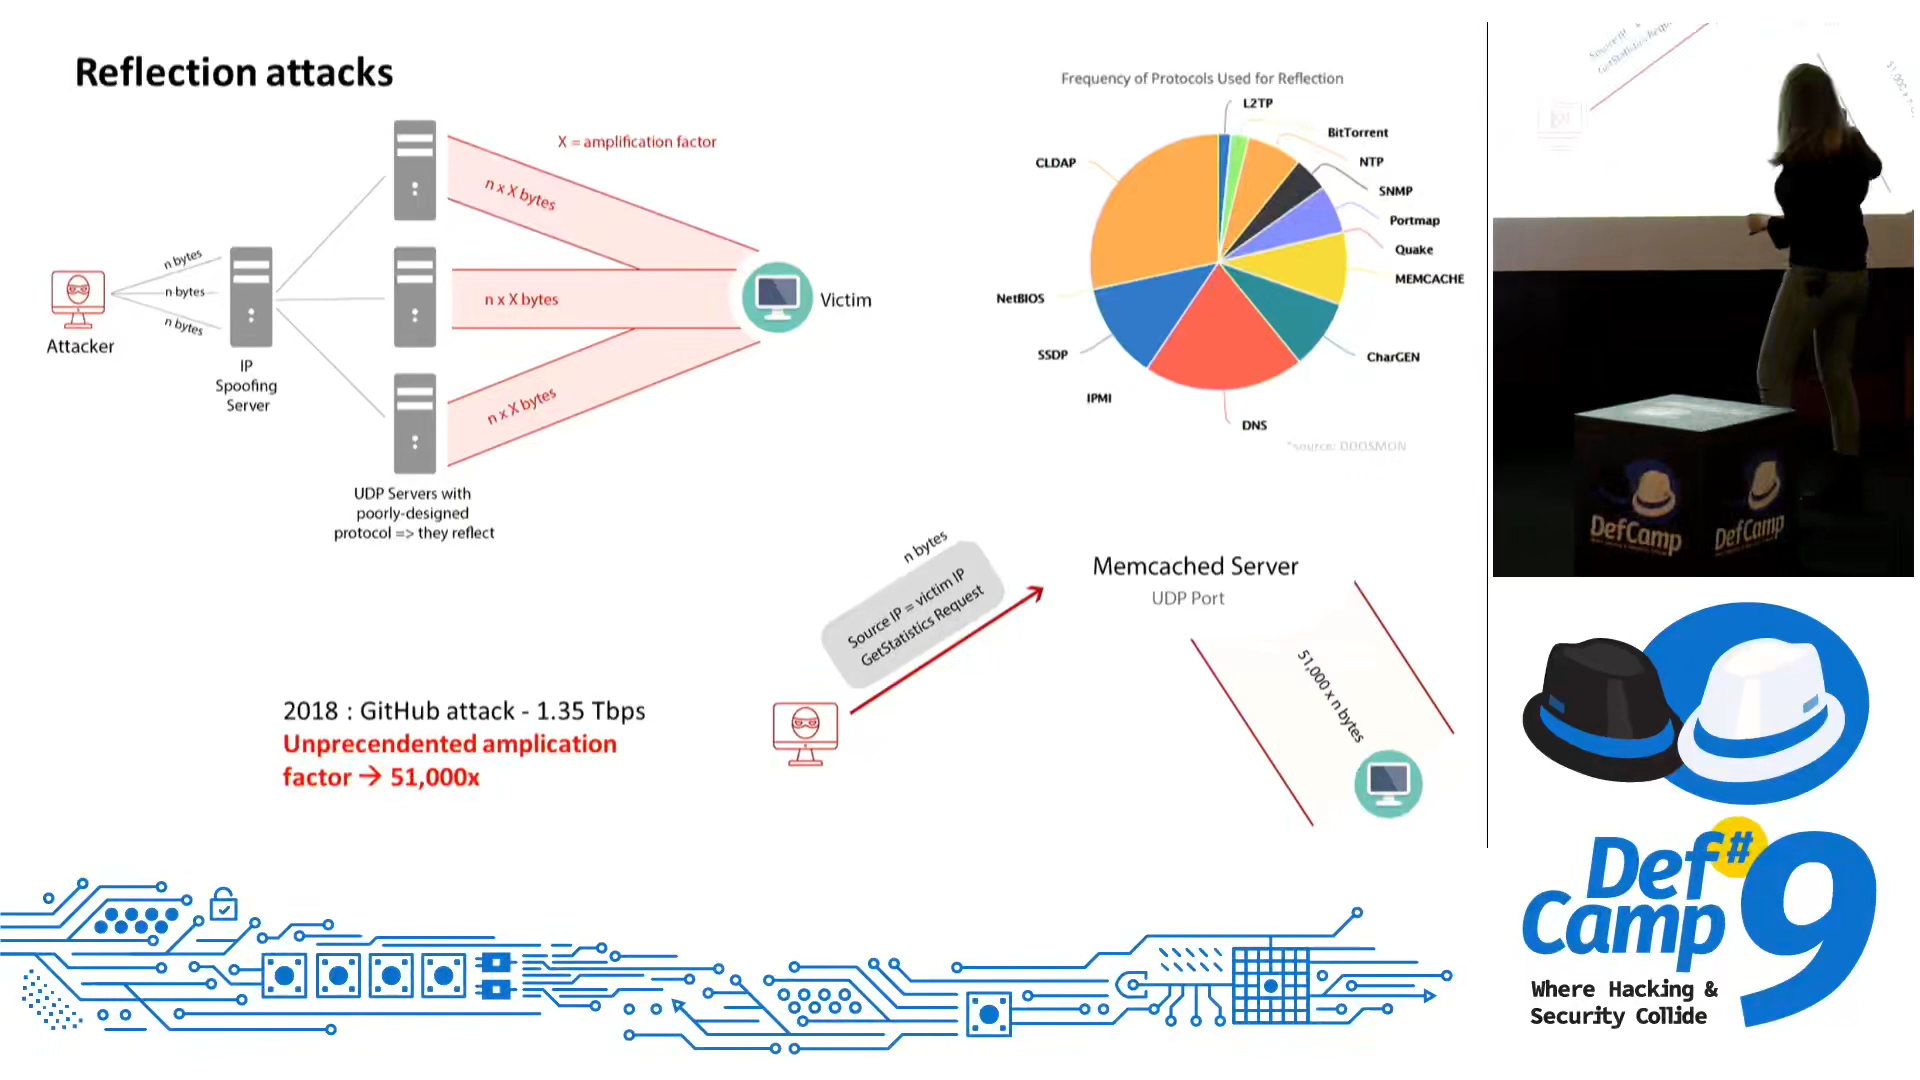 Reflection attacks
X = amplification factor
n x X bytes
n x X bytes
n x X bytes
n bytes
n bytes
n bytes
Attacker
IP
Spoofing
Server
UDP Servers with
poorly-designed
protocol => they reflect
Victim
Frequency of Protocols Used for Reflection
L2TP
BitTorrent
NTP
SNMP
Portmap
Quake
MEMCACHE
CharGEN
DNS
IPMI
SSDP
NetBIOS
CLDAP
*source: DDOSMON
n bytes
Source IP = victim IP
GetStatistics Request
Memcached Server
UDP Port
51,000 x n bytes
2018 : GitHub attack - 1.35 Tbps
Unprecendented amplication
factor → 51,000x
DefCamp
DefCamp
Def
Camp
#9
Where Hacking &
Security Collide